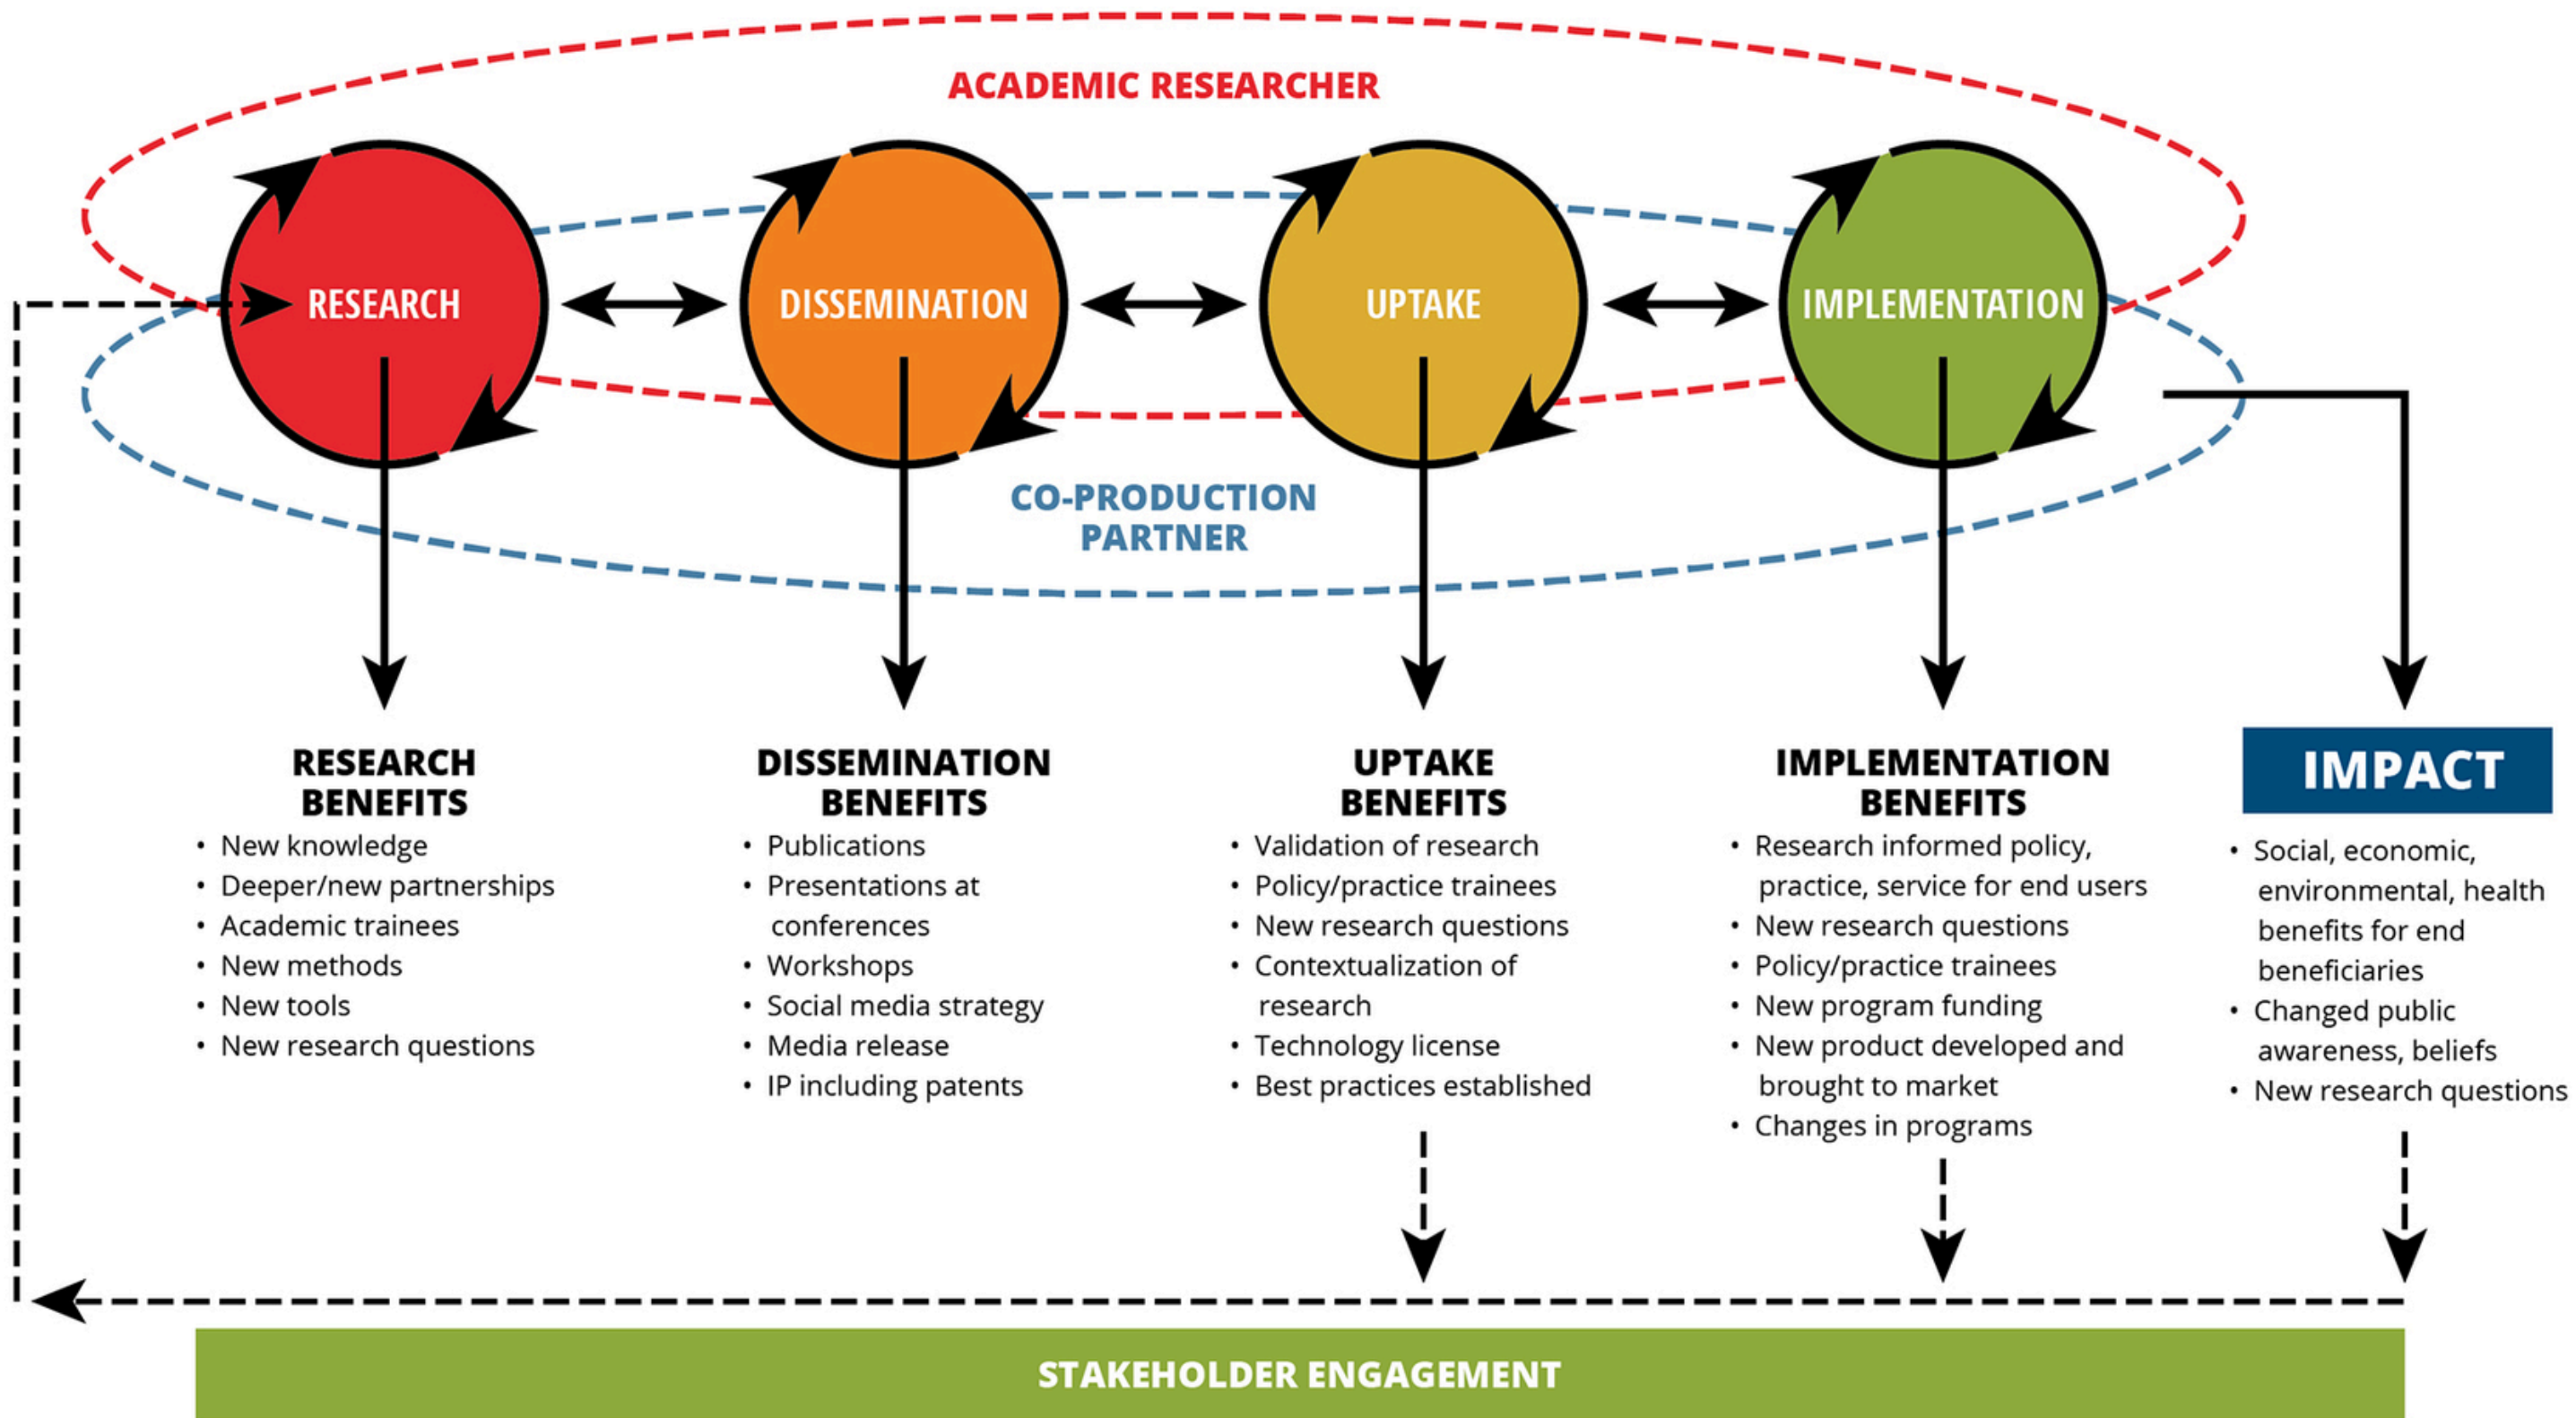 ACADEMIC RESEARCHER
RESEARCH
DISSEMINATION
UPTAKE
IMPLEMENTATION
CO-PRODUCTION
PARTNER
RESEARCH
BENEFITS
• New knowledge
• Deeper/new partnerships
• Academic trainees
• New methods
• New tools
• New research questions
DISSEMINATION
BENEFITS
• Publications
• Presentations at
conferences
• Workshops
• Social media strategy
• Media release
• IP including patents
UPTAKE
BENEFITS
• Validation of research
• Policy/practice trainees
• New research questions
• Contextualization of
research
• Technology license
• Best practices established
IMPLEMENTATION
BENEFITS
• Research informed policy,
practice, service for end users
• New research questions
• Policy/practice trainees
• New program funding
• New product developed and
brought to market
• Changes in programs
IMPACT
• Social, economic,
environmental, health
benefits for end
beneficiaries
• Changed public
awareness, beliefs
• New research questions
STAKEHOLDER ENGAGEMENT